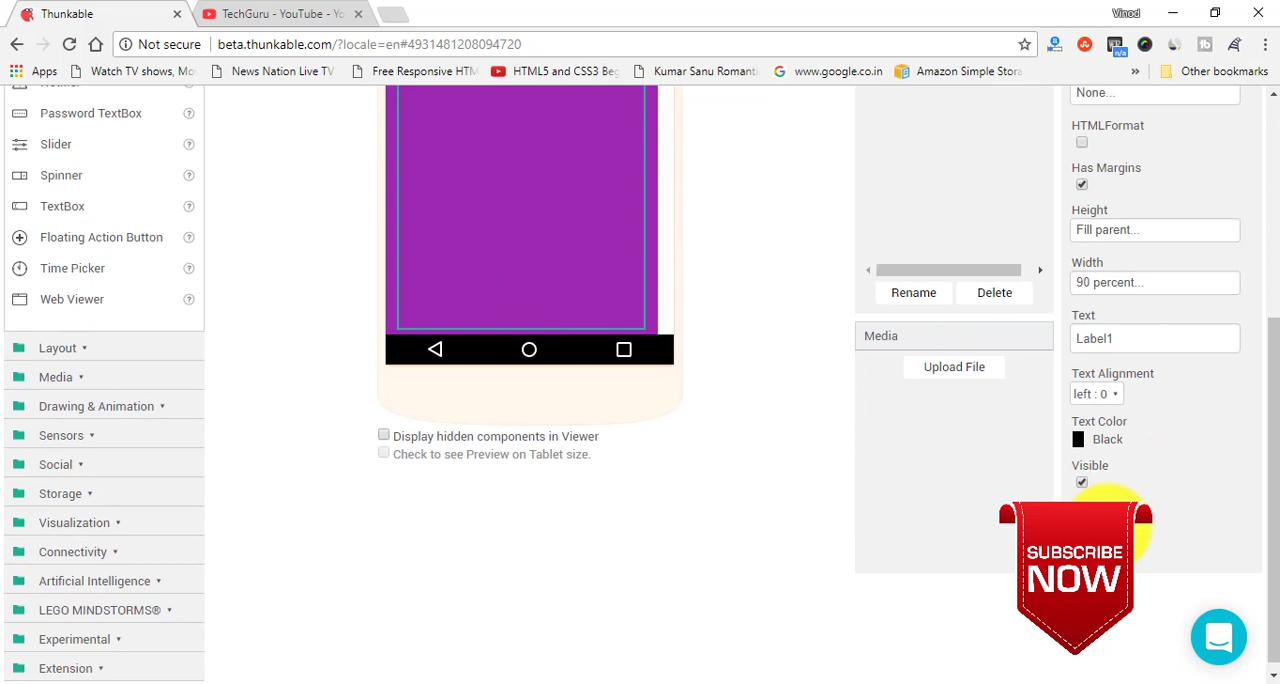 Thunkable
TechGuru - YouTube - Yo
Vinod
Not secure
beta.thunkable.com/?locale=en#4931481208094720
Apps
Watch TV shows, Mo
News Nation Live TV
Free Responsive HTM
HTML5 and CSS3 Beg
Kumar Sanu Romanti
www.google.co.in
Amazon Simple Stora
»
Other bookmarks
Password TextBox
Slider
Spinner
TextBox
Floating Action Button
Time Picker
Web Viewer
Layout
Media
Drawing & Animation
Sensors
Social
Storage
Visualization
Connectivity
Artificial Intelligence
LEGO MINDSTORMS®
Experimental
Extension
Display hidden components in Viewer
Check to see Preview on Tablet size.
Rename
Delete
Media
Upload File
None...
HTMLFormat
Has Margins
Height
Fill parent...
Width
90 percent...
Text
Label1
Text Alignment
left : 0
Text Color
Black
Visible
SUBSCRIBE
NOW